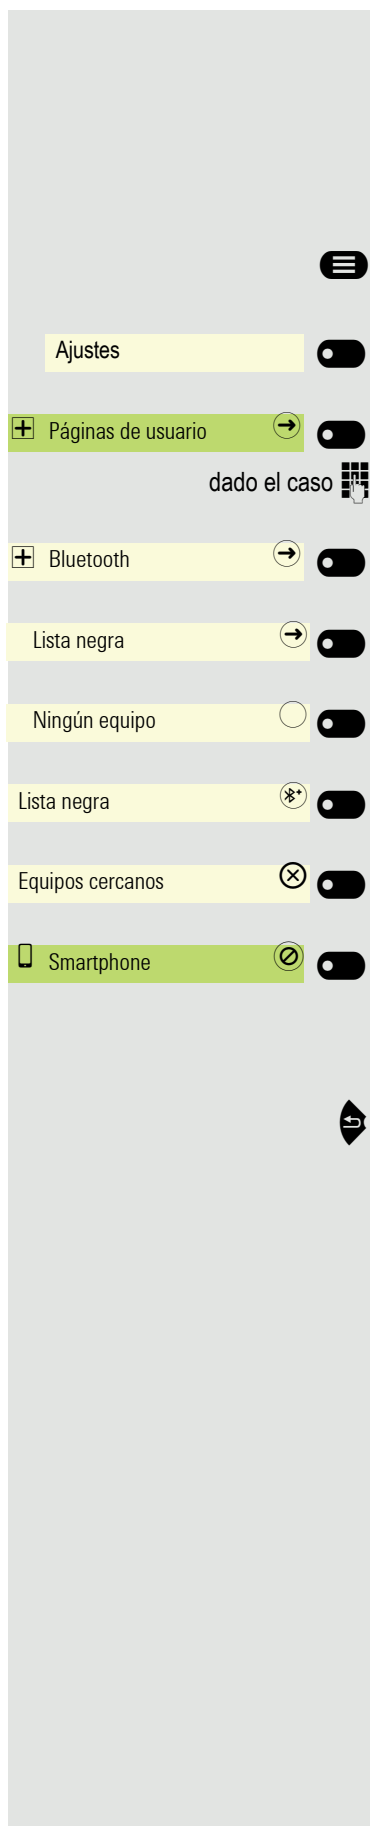 Ajustes
Páginas de usuario
dado el caso
Bluetooth
Lista negra
Ningún equipo
Lista negra
Equipos cercanos
Smartphone